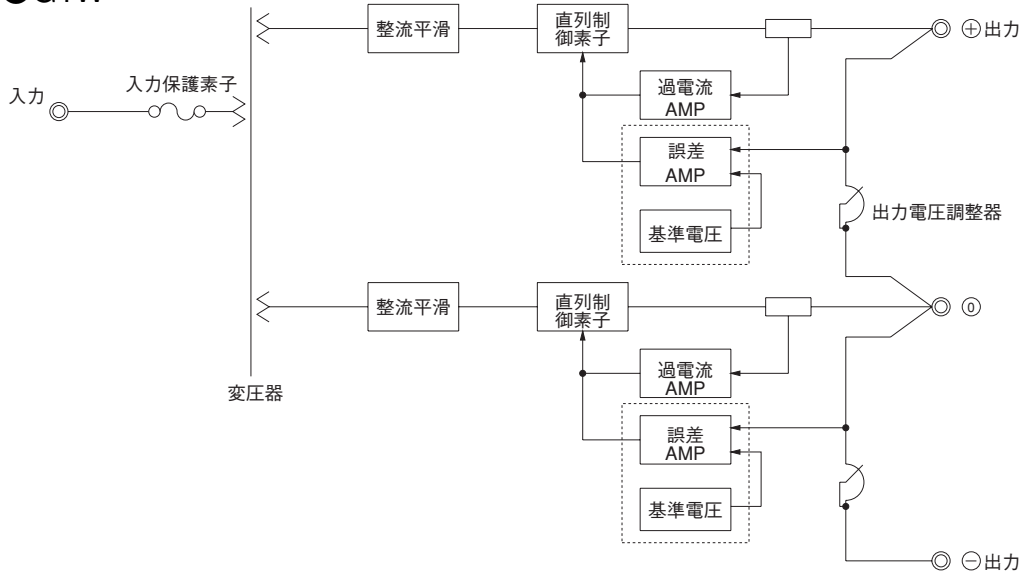 整流平滑
直列制
御素子
⊕出力
過電流
AMP
入力保護素子
入力
誤差
AMP
基準電圧
出力電圧調整器
整流平滑
直列制
御素子
⓪
過電流
AMP
変圧器
誤差
AMP
基準電圧
⊖出力